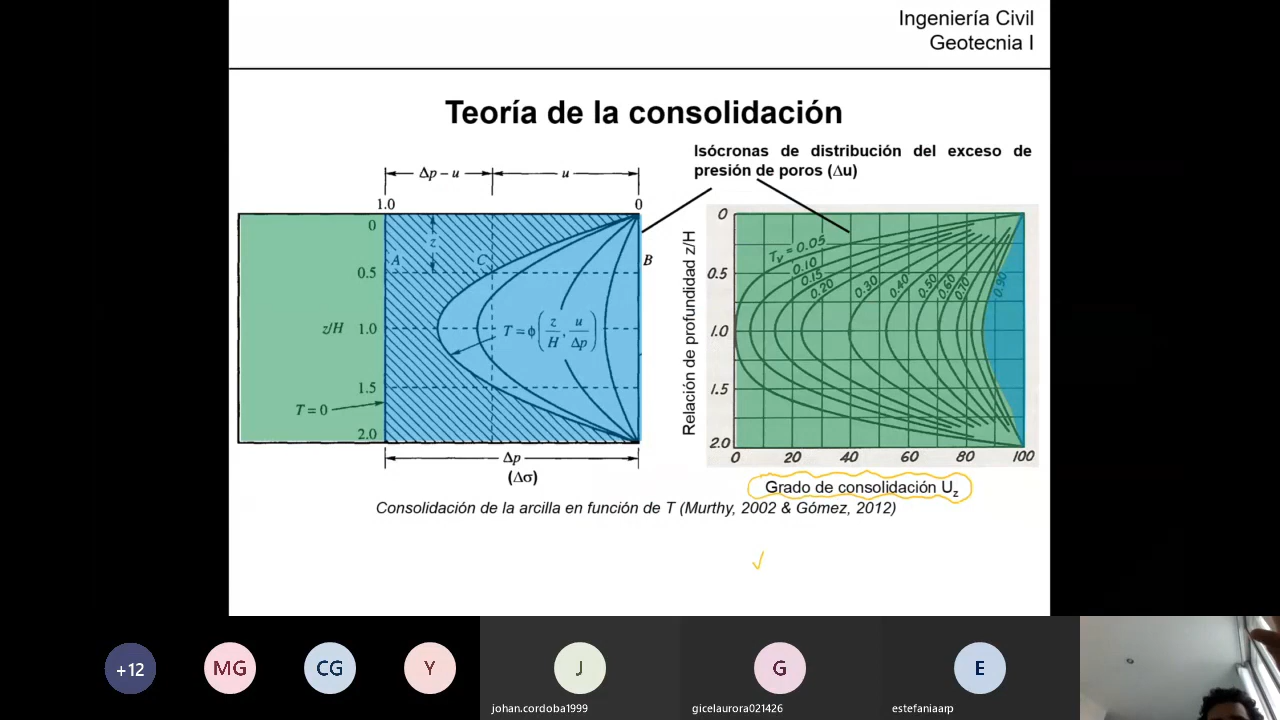 Ingeniería Civil
Geotecnia I
Teoría de la consolidación
Isócronas de distribución del exceso de
presión de poros (Δu)
Δp – u
u
1.0
0
0
z
A
C
B
0.5
z/H
1.0
T = ϕ(z/H, u/Δp)
1.5
T = 0
2.0
Δp
(Δσ)
Relación de profundidad z/H
0
0.5
1.0
1.5
2.0
Tv = 0.05
0.10
0.15
0.20
0.30
0.40
0.50
0.60
0.70
0.90
0
20
40
60
80
100
Grado de consolidación Uz
Consolidación de la arcilla en función de T (Murthy, 2002 & Gómez, 2012)
+12
MG
CG
Y
J
G
E
johan.cordoba1999
gicelaurora021426
estefaniaarp